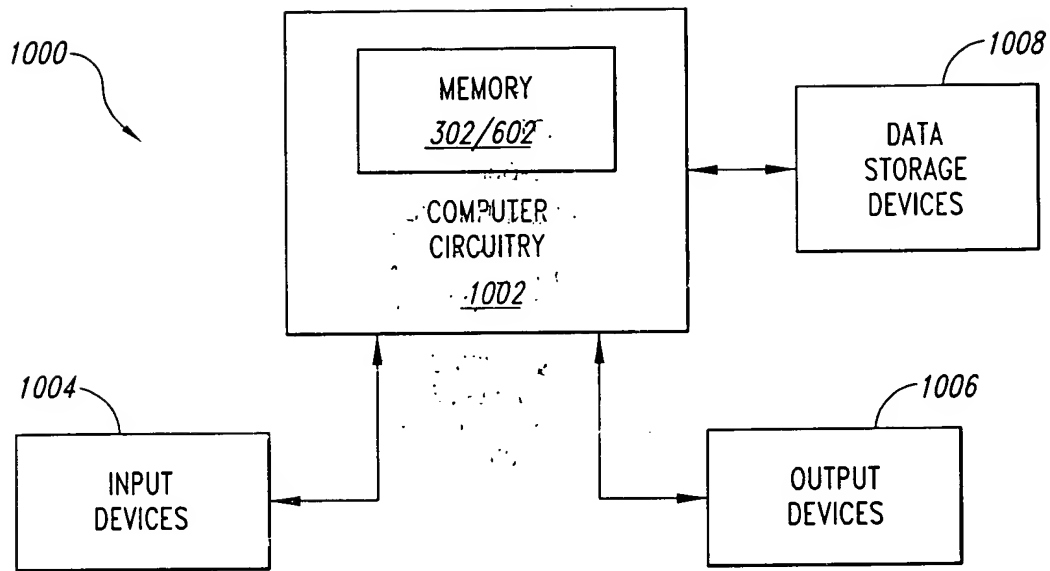 1000
MEMORY
302/602
COMPUTER
CIRCUITRY
1002
1008
DATA
STORAGE
DEVICES
1004
INPUT
DEVICES
1006
OUTPUT
DEVICES